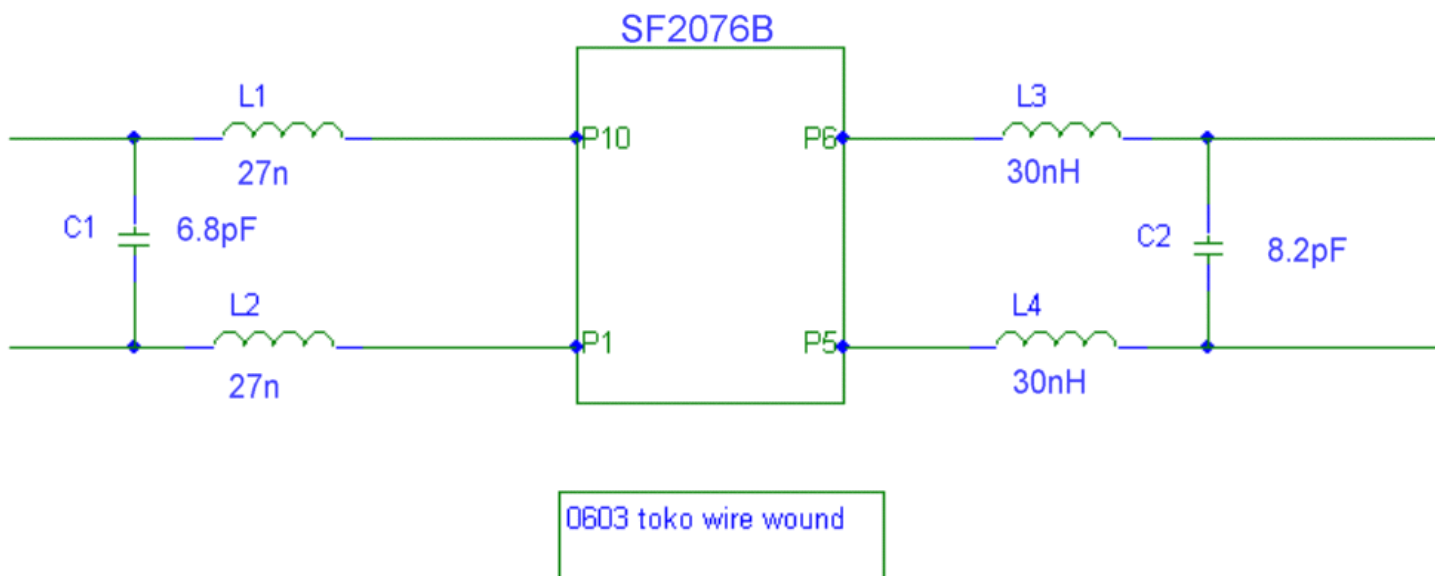 SF2076B
L1
27n
P10
P6
L3
30nH
C1
6.8pF
C2
8.2pF
L2
27n
P1
P5
L4
30nH
0603 toko wire wound